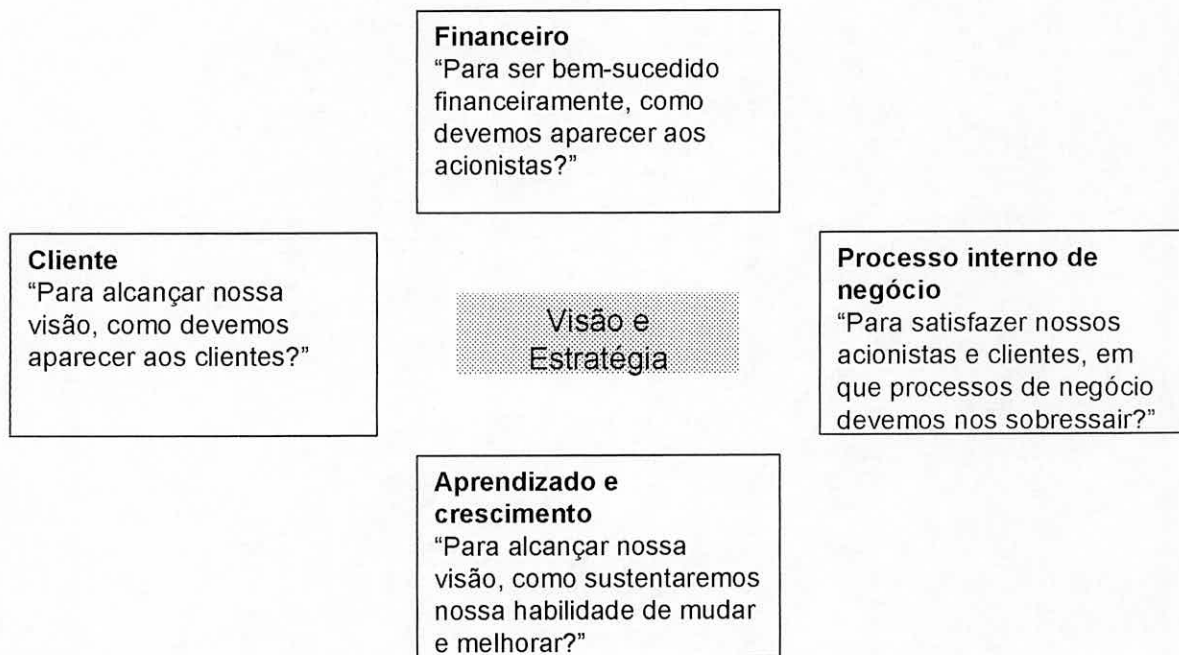 Financeiro
“Para ser bem-sucedido
financeiramente, como
devemos aparecer aos
acionistas?”
Cliente
“Para alcançar nossa
visão, como devemos
aparecer aos clientes?”
Visão e
Estratégia
Processo interno de
negócio
“Para satisfazer nossos
acionistas e clientes, em
que processos de negócio
devemos nos sobressair?”
Aprendizado e
crescimento
“Para alcançar nossa
visão, como sustentaremos
nossa habilidade de mudar
e melhorar?”